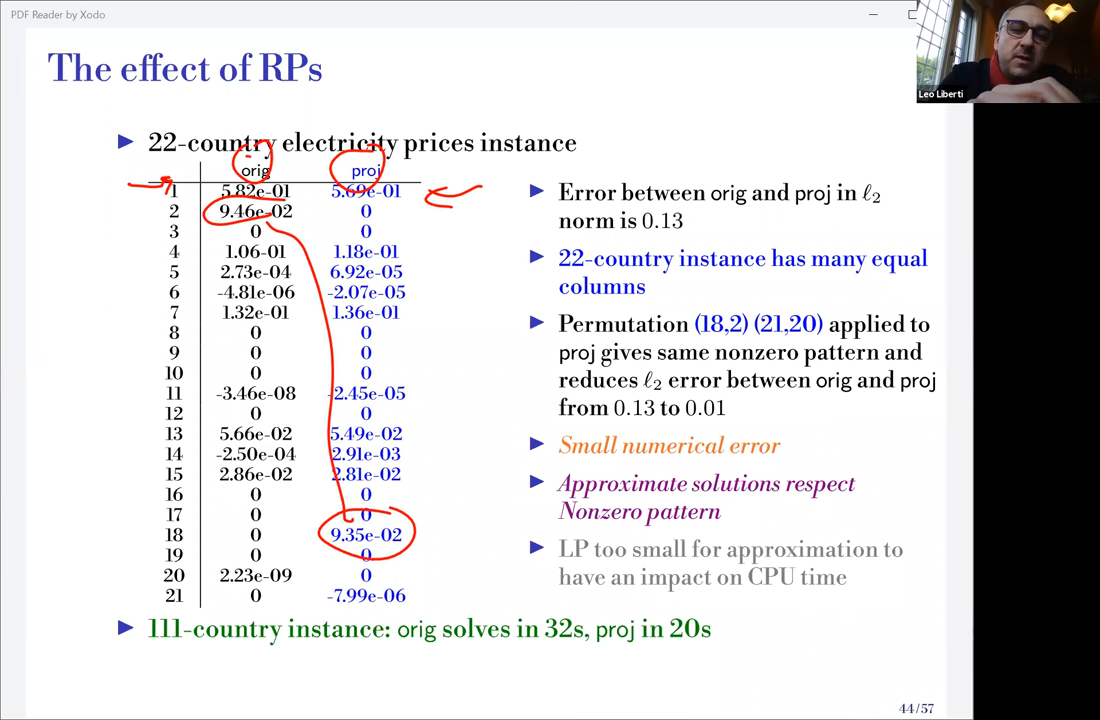 PDF Reader by Xodo
Leo Liberti
The effect of RPs
22-country electricity prices instance
orig proj
1 5.82e-01 5.69e-01
2 9.46e-02 0
3 0 0
4 1.06-01 1.18e-01
5 2.73e-04 6.92e-05
6 -4.81e-06 -2.07e-05
7 1.32e-01 1.36e-01
8 0 0
9 0 0
10 0 0
11 -3.46e-08 -2.45e-05
12 0 0
13 5.66e-02 5.49e-02
14 -2.50e-04 2.91e-03
15 2.86e-02 2.81e-02
16 0 0
17 0 0
18 0 9.35e-02
19 0 0
20 2.23e-09 0
21 0 -7.99e-06
Error between orig and proj in ℓ2
norm is 0.13
22-country instance has many equal
columns
Permutation (18,2) (21,20) applied to
proj gives same nonzero pattern and
reduces ℓ2 error between orig and proj
from 0.13 to 0.01
Small numerical error
Approximate solutions respect
Nonzero pattern
LP too small for approximation to
have an impact on CPU time
111-country instance: orig solves in 32s, proj in 20s
44/57